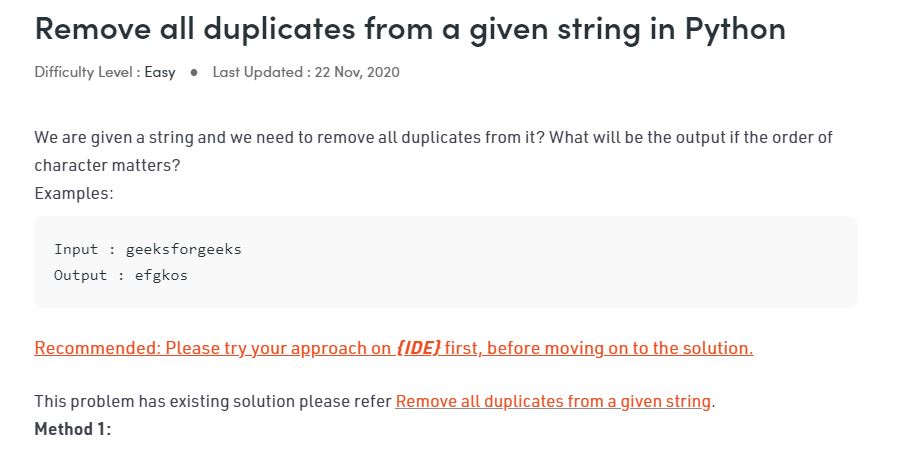 Remove all duplicates from a given string in Python
Difficulty Level : Easy ● Last Updated : 22 Nov, 2020
We are given a string and we need to remove all duplicates from it? What will be the output if the order of
character matters?
Examples:
Input : geeksforgeeks
Output : efgkos
Recommended: Please try your approach on {IDE} first, before moving on to the solution.
This problem has existing solution please refer Remove all duplicates from a given string.
Method 1: